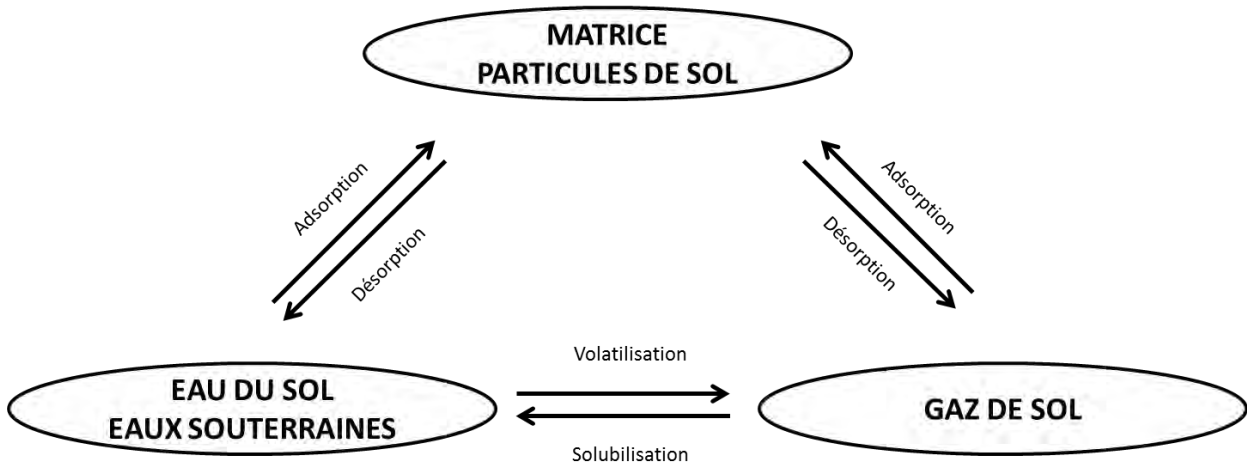 MATRICE
PARTICULES DE SOL
Adsorption
Désorption
Adsorption
Désorption
Volatilisation
EAU DU SOL
EAUX SOUTERRAINES
GAZ DE SOL
Solubilisation